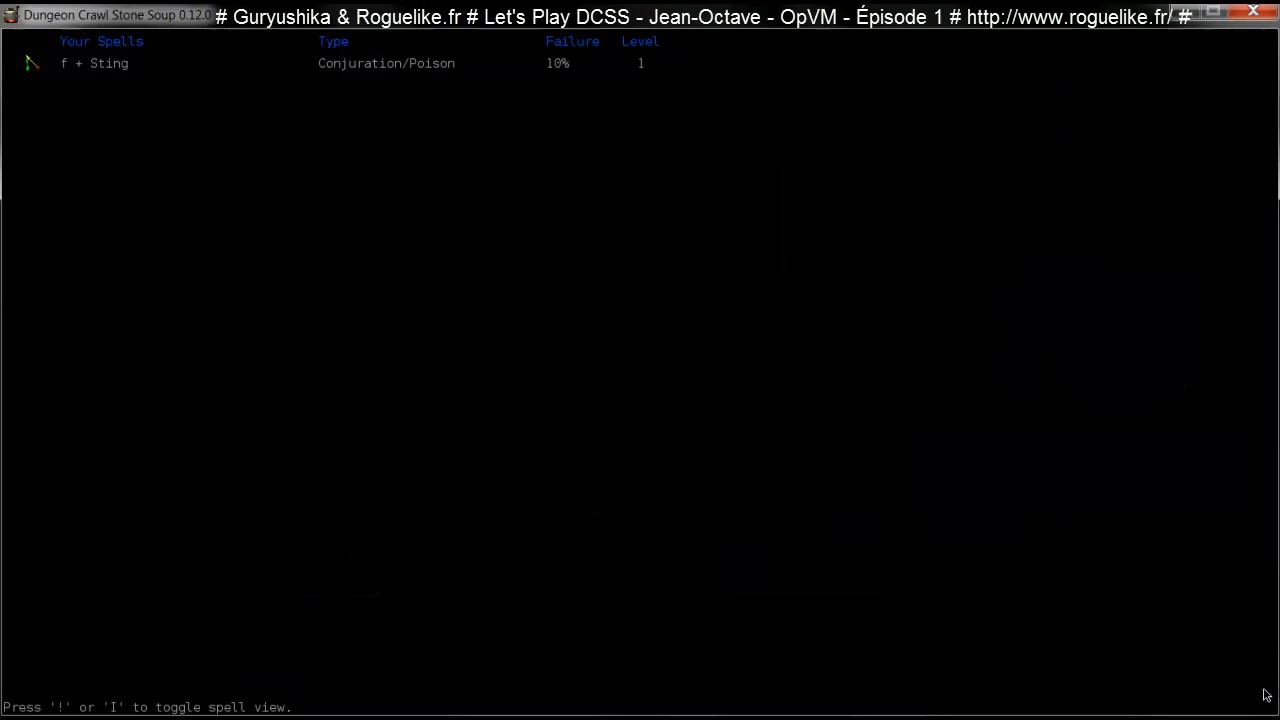 Dungeon Crawl Stone Soup 0.12.0 # Guryushika & Roguelike.fr # Let's Play DCSS - Jean-Octave - OpVM - Épisode 1 # http://www.roguelike.fr/ #
Your Spells Type Failure Level
f + Sting Conjuration/Poison 10% 1
Press '!' or 'I' to toggle spell view.